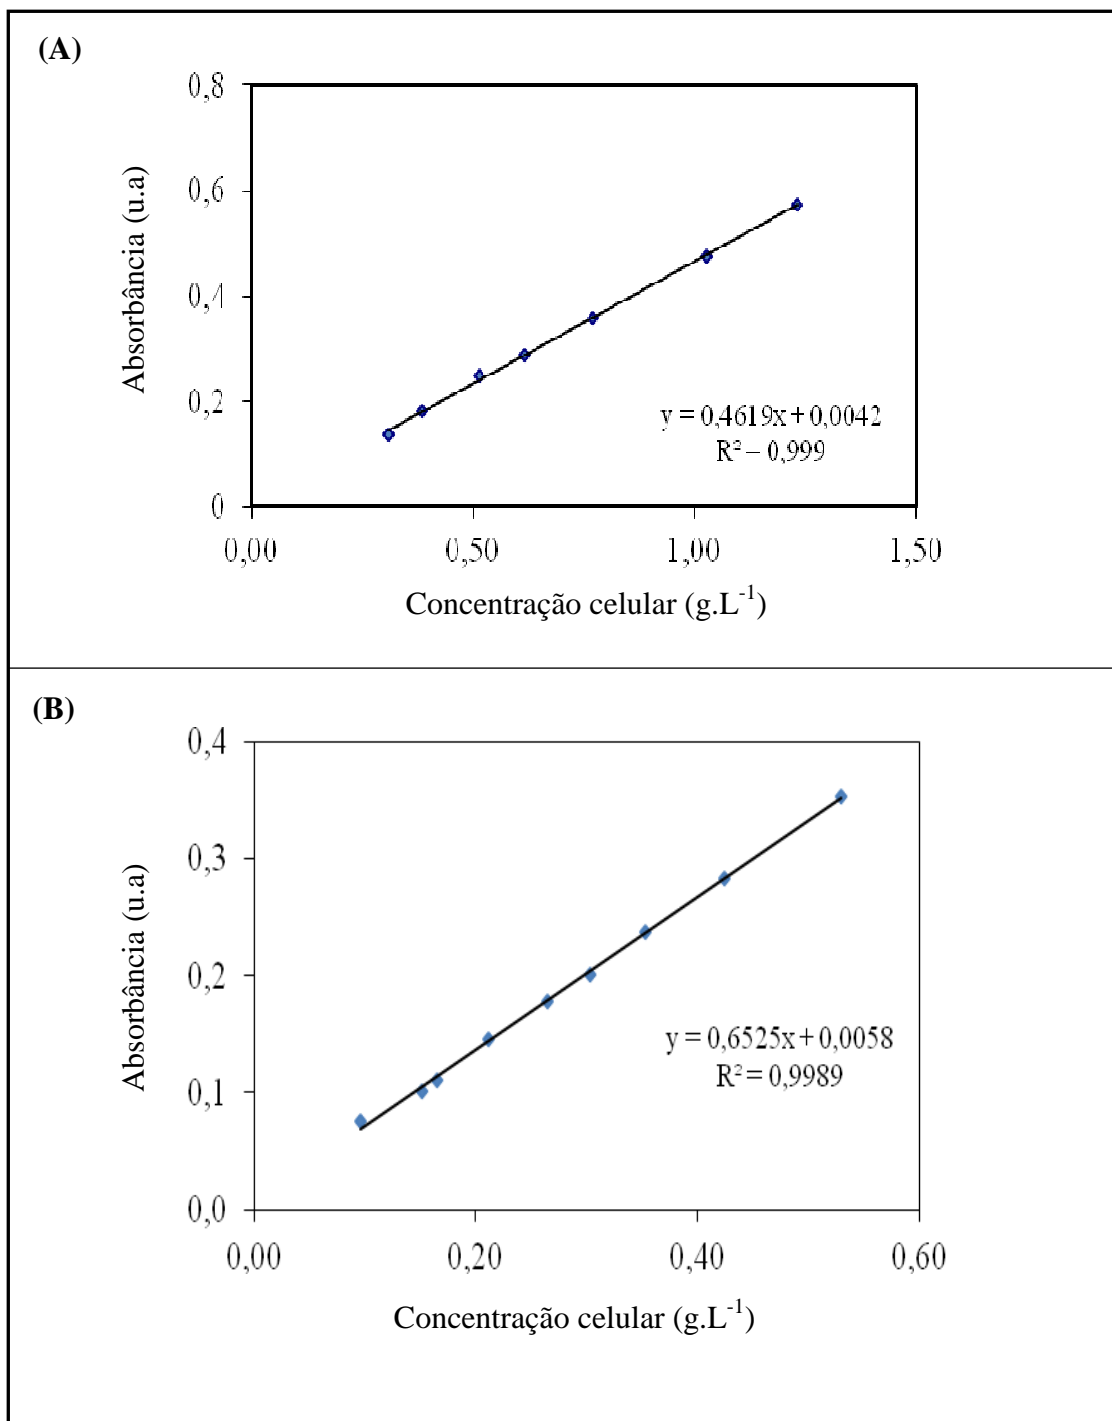 (A)
0,8
0,6
0,4
0,2
0
Absorbância (u.a)
y = 0,4619x + 0,0042
R² – 0,999
0,00 0,50 1,00 1,50
Concentração celular (g.L⁻¹)
(B)
0,4
0,3
0,2
0,1
0,0
Absorbância (u.a)
y = 0,6525x + 0,0058
R² = 0,9989
0,00 0,20 0,40 0,60
Concentração celular (g.L⁻¹)